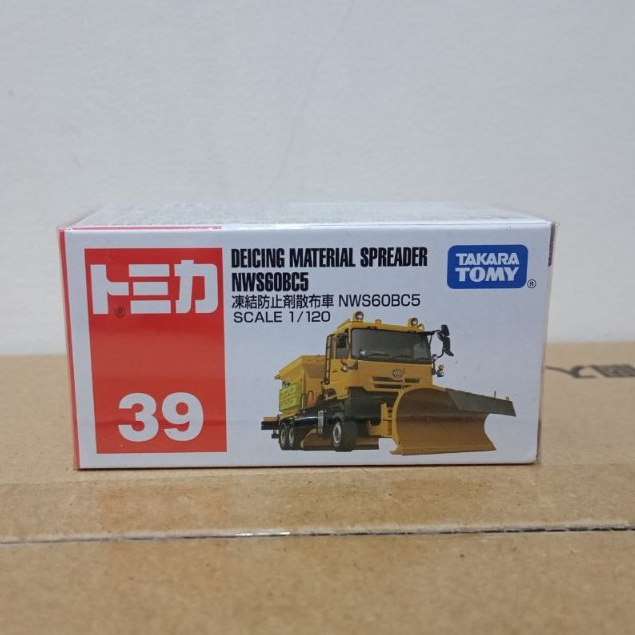 トミカ
®
39
DEICING MATERIAL SPREADER
NWS60BC5
凍結防止剤散布車 NWS60BC5
SCALE 1/120
TAKARA
TOMY
®